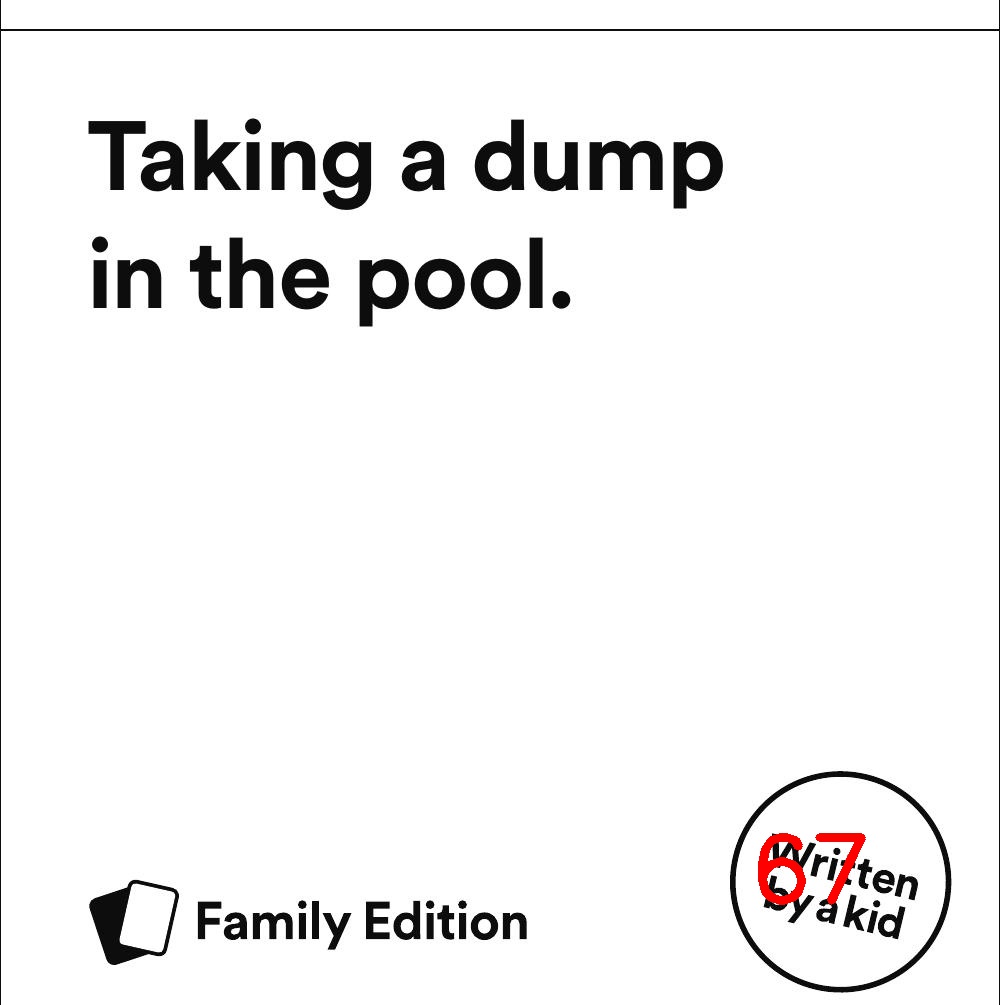 Taking a dump
in the pool.
Family Edition
67
Written
by a kid